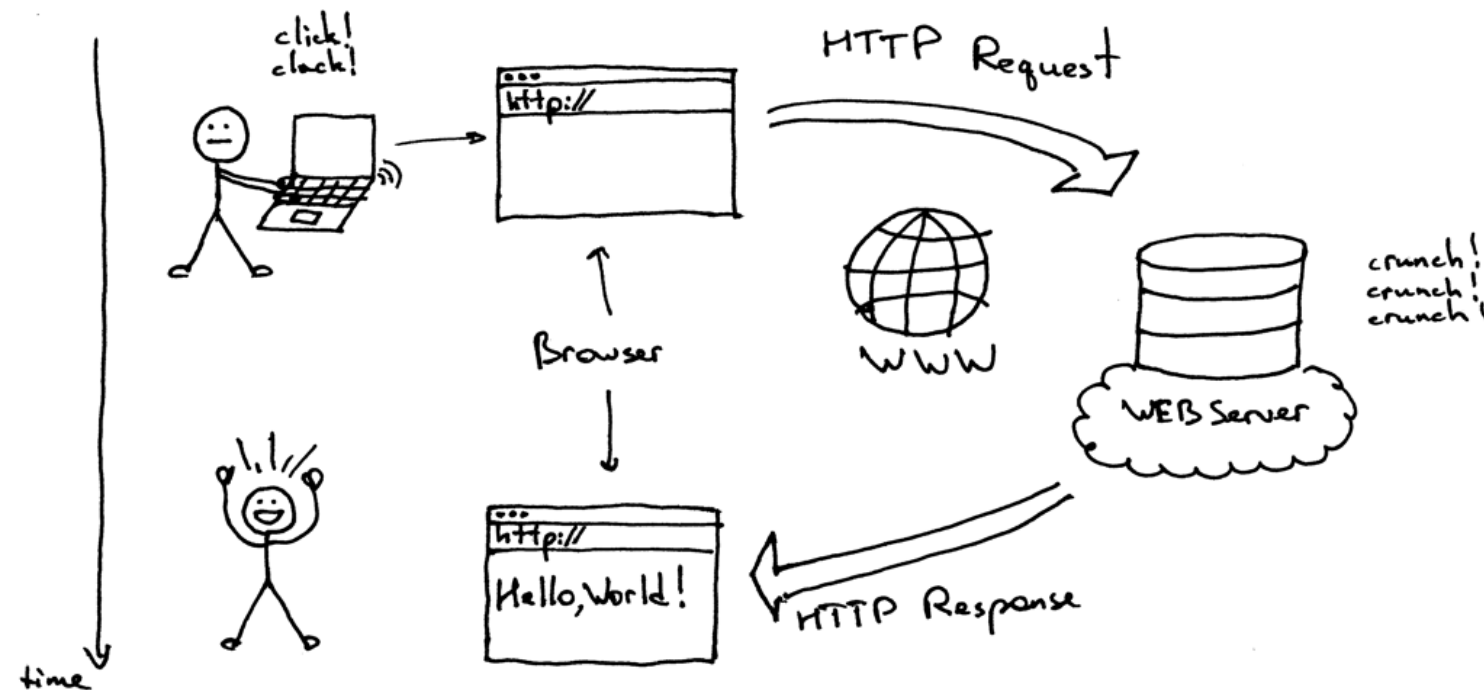 click!
clack!
HTTP Request
http://
crunch!
crunch!
crunch!
Browser
WWW
WEB Server
http://
Hello, World!
HTTP Response
time